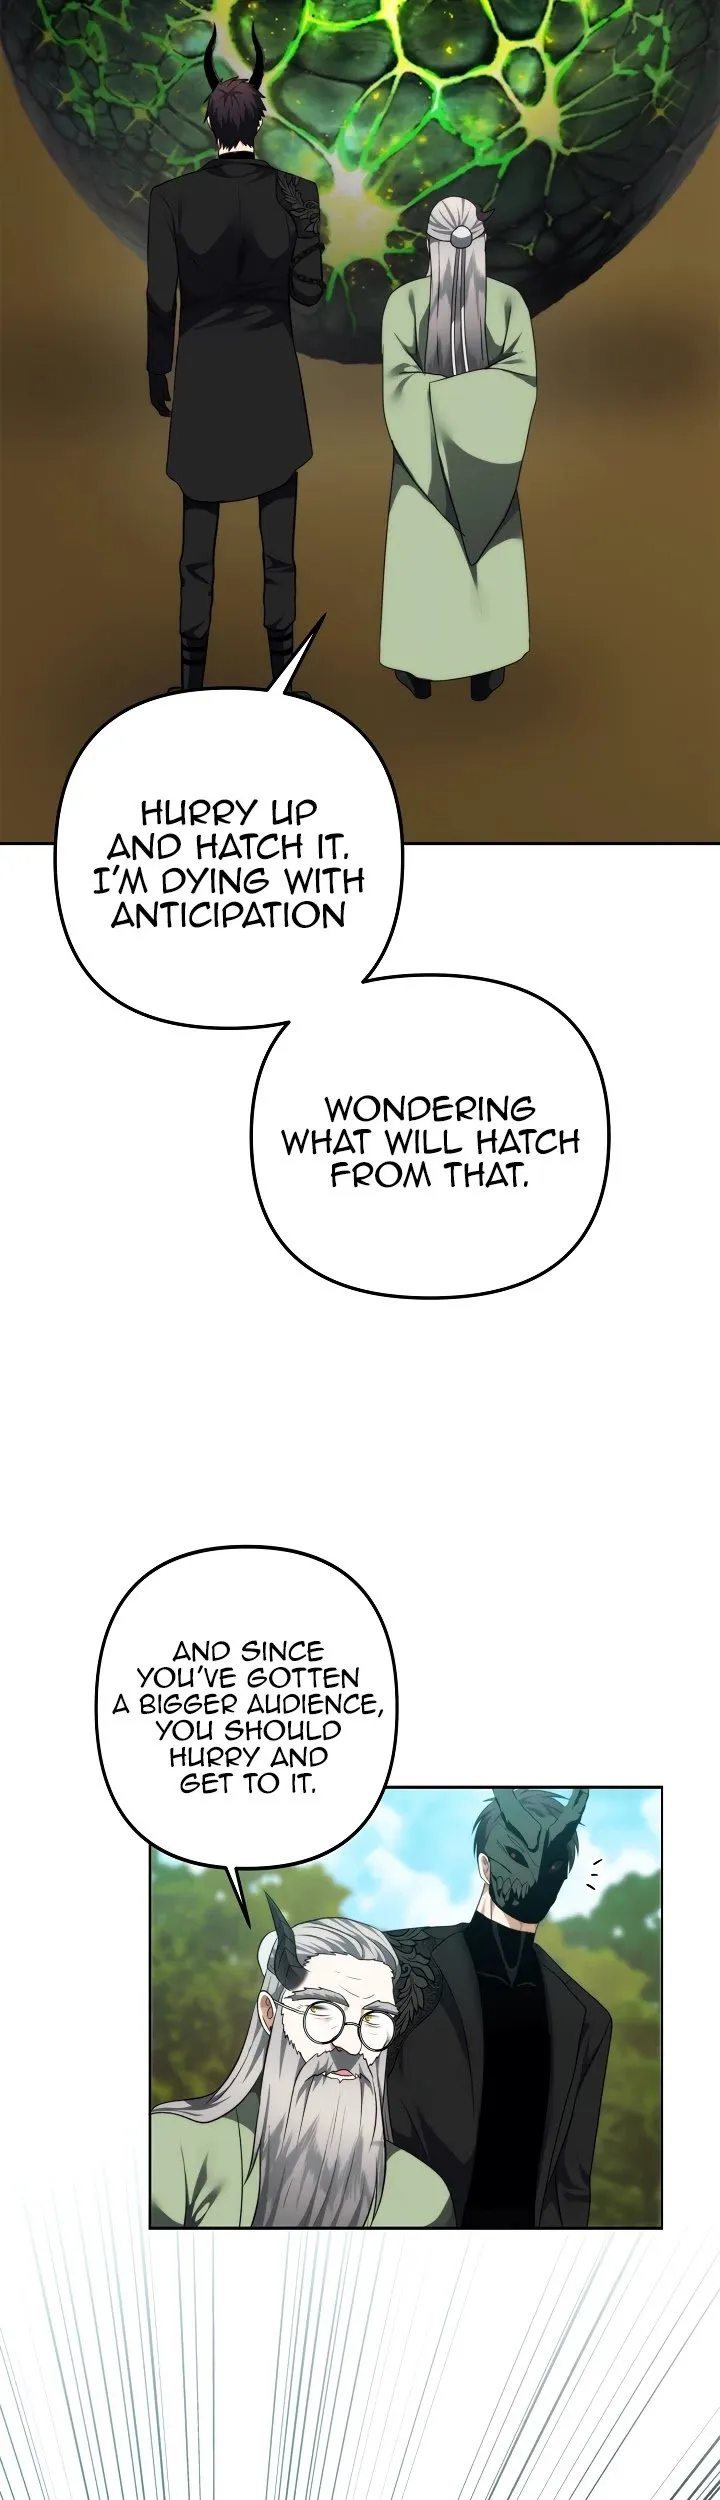 HURRY UP
AND HATCH IT.
I'M DYING WITH
ANTICIPATION
WONDERING
WHAT WILL HATCH
FROM THAT.
AND SINCE
YOU'VE GOTTEN
A BIGGER AUDIENCE,
YOU SHOULD
HURRY AND
GET TO IT.